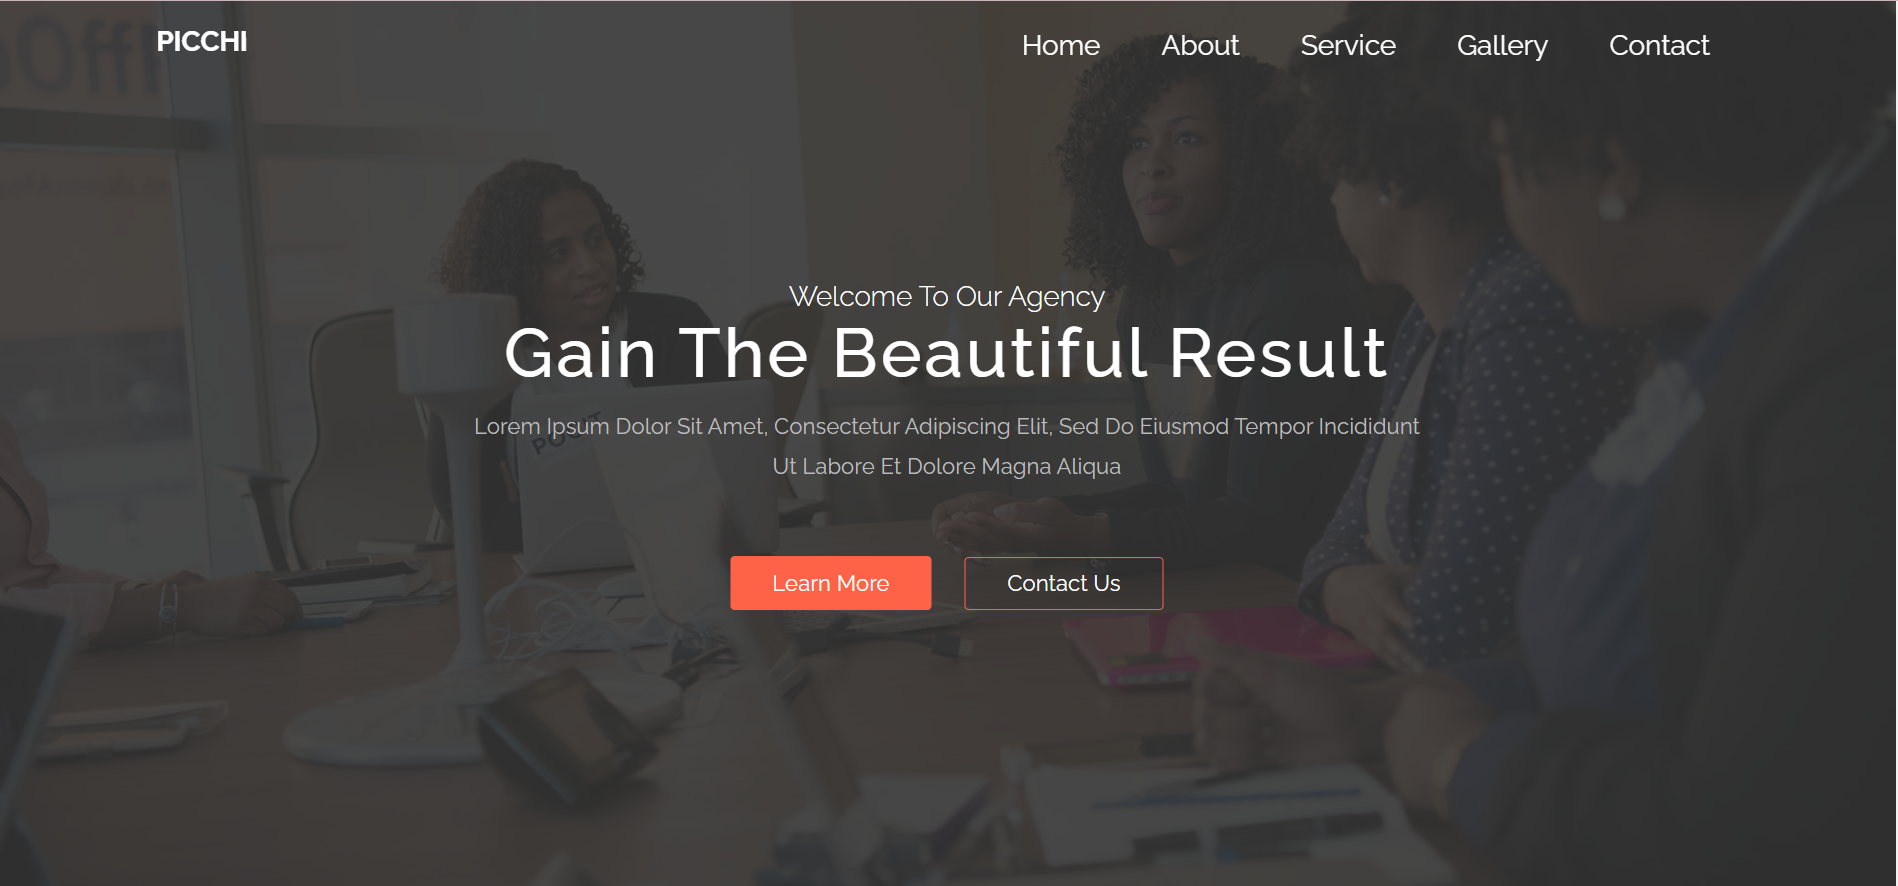 PICCHI
Home About Service Gallery Contact
Welcome To Our Agency
Gain The Beautiful Result
Lorem Ipsum Dolor Sit Amet, Consectetur Adipiscing Elit, Sed Do Eiusmod Tempor Incididunt
Ut Labore Et Dolore Magna Aliqua
Learn More Contact Us